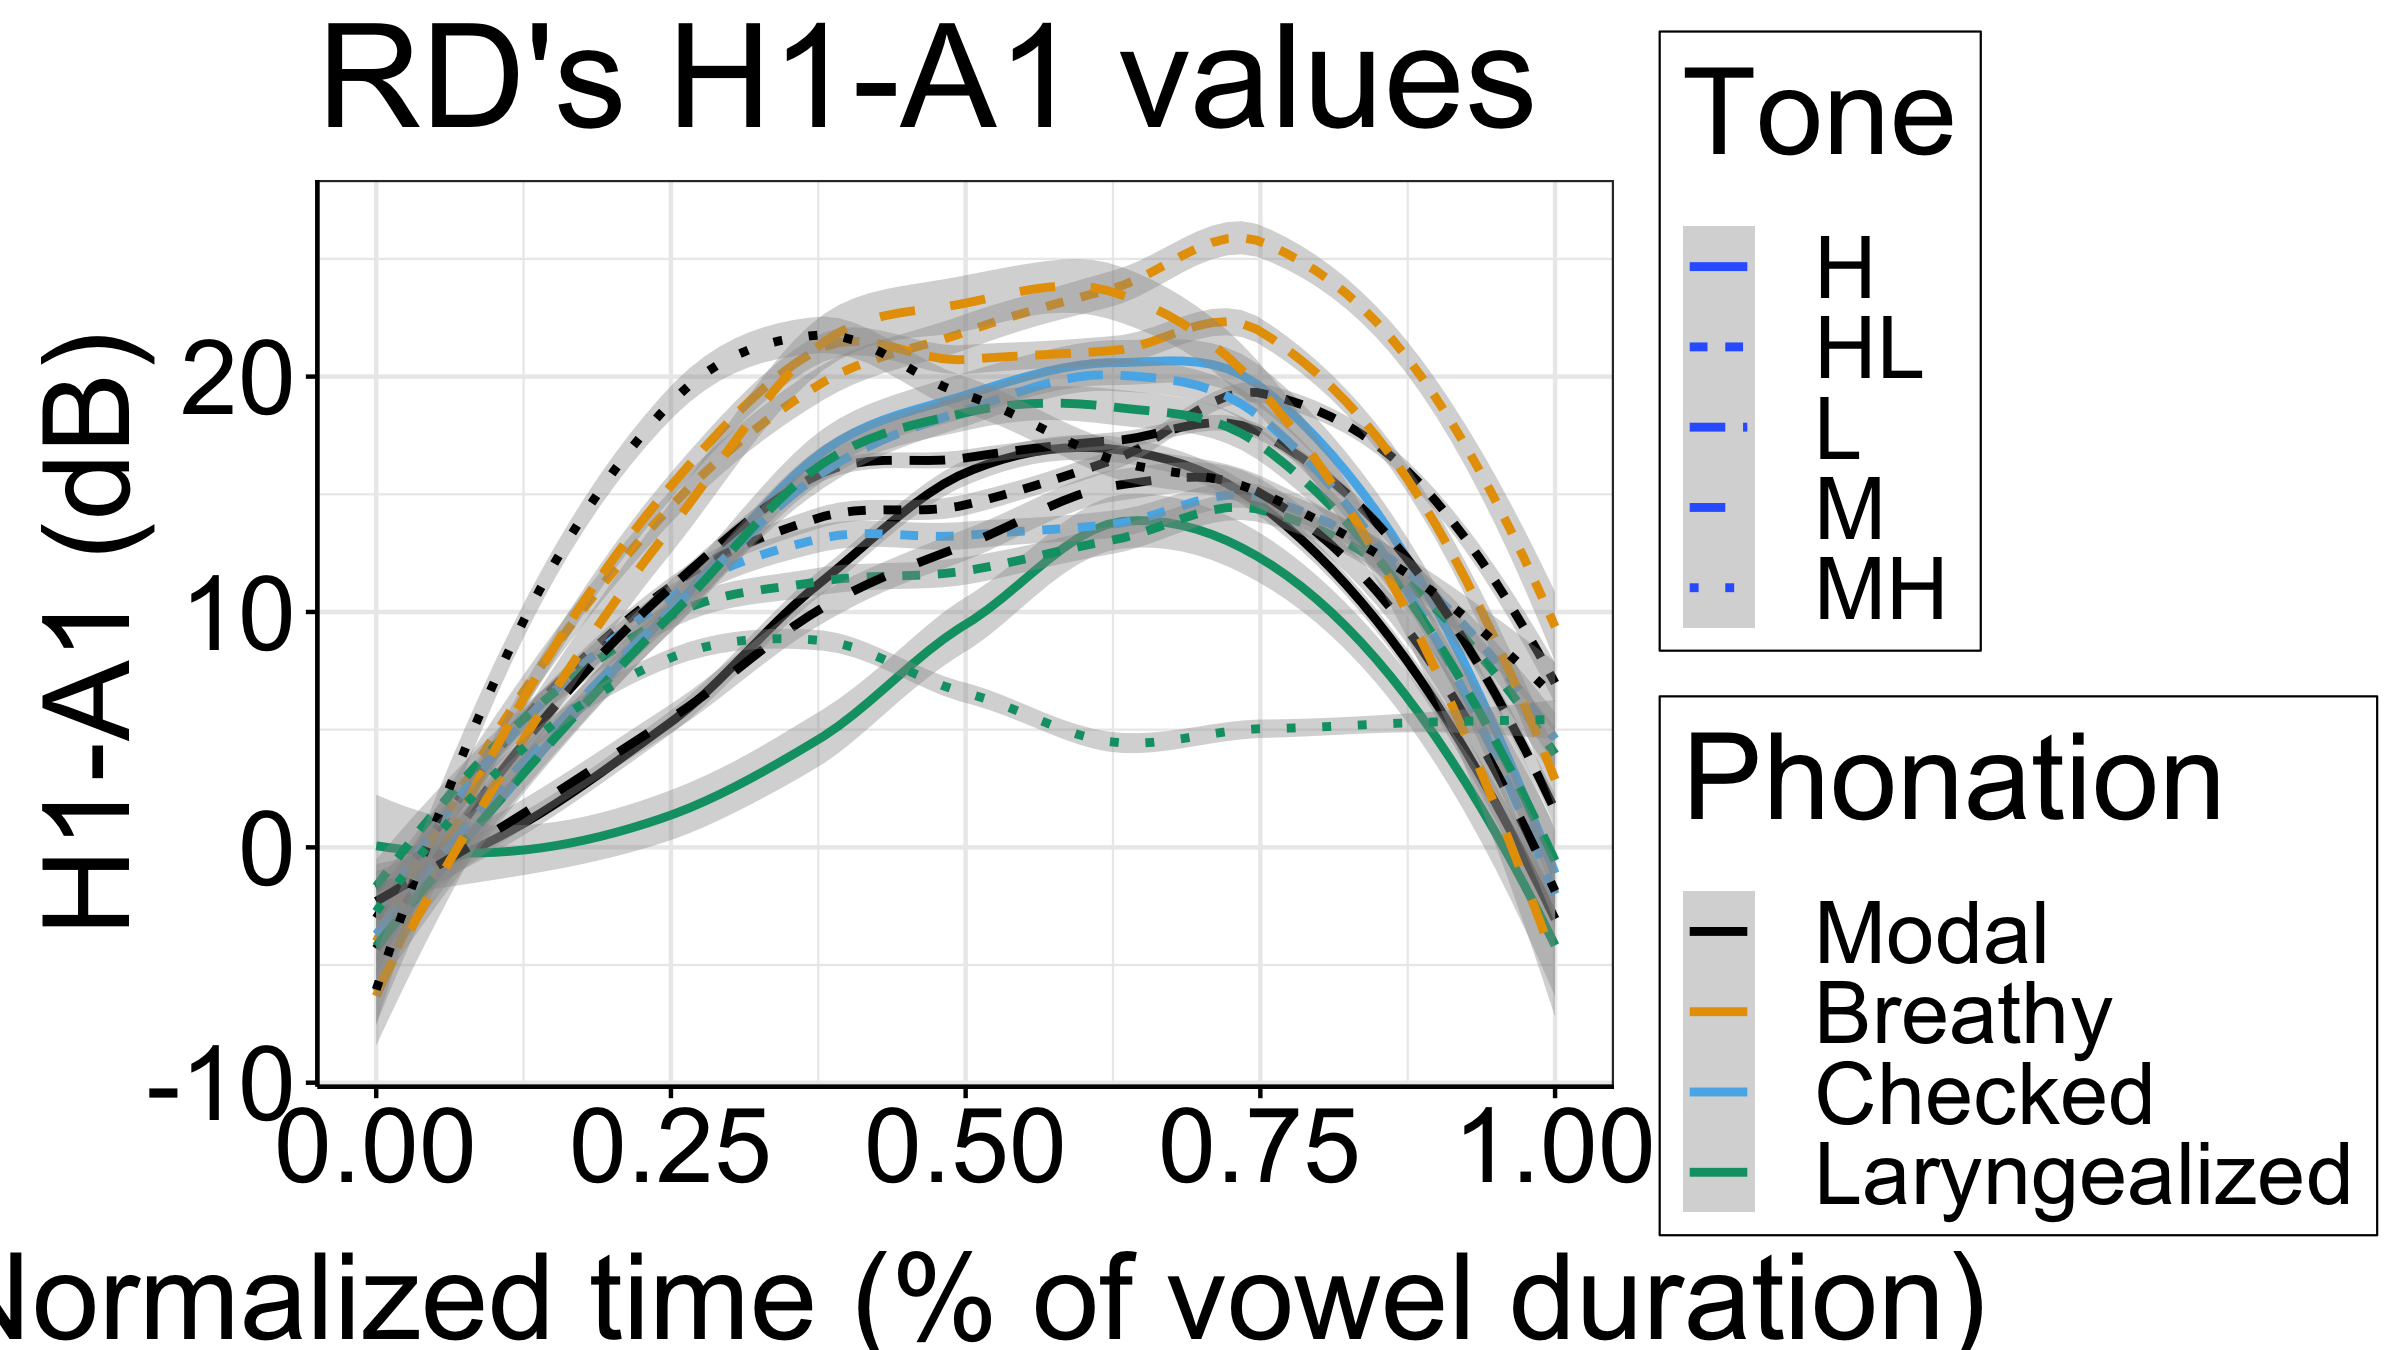 RD's H1-A1 values
H1-A1 (dB)
20
10
0
-10
0.00 0.25 0.50 0.75 1.00
Normalized time (% of vowel duration)
Tone
H
HL
L
M
MH
Phonation
Modal
Breathy
Checked
Laryngealized